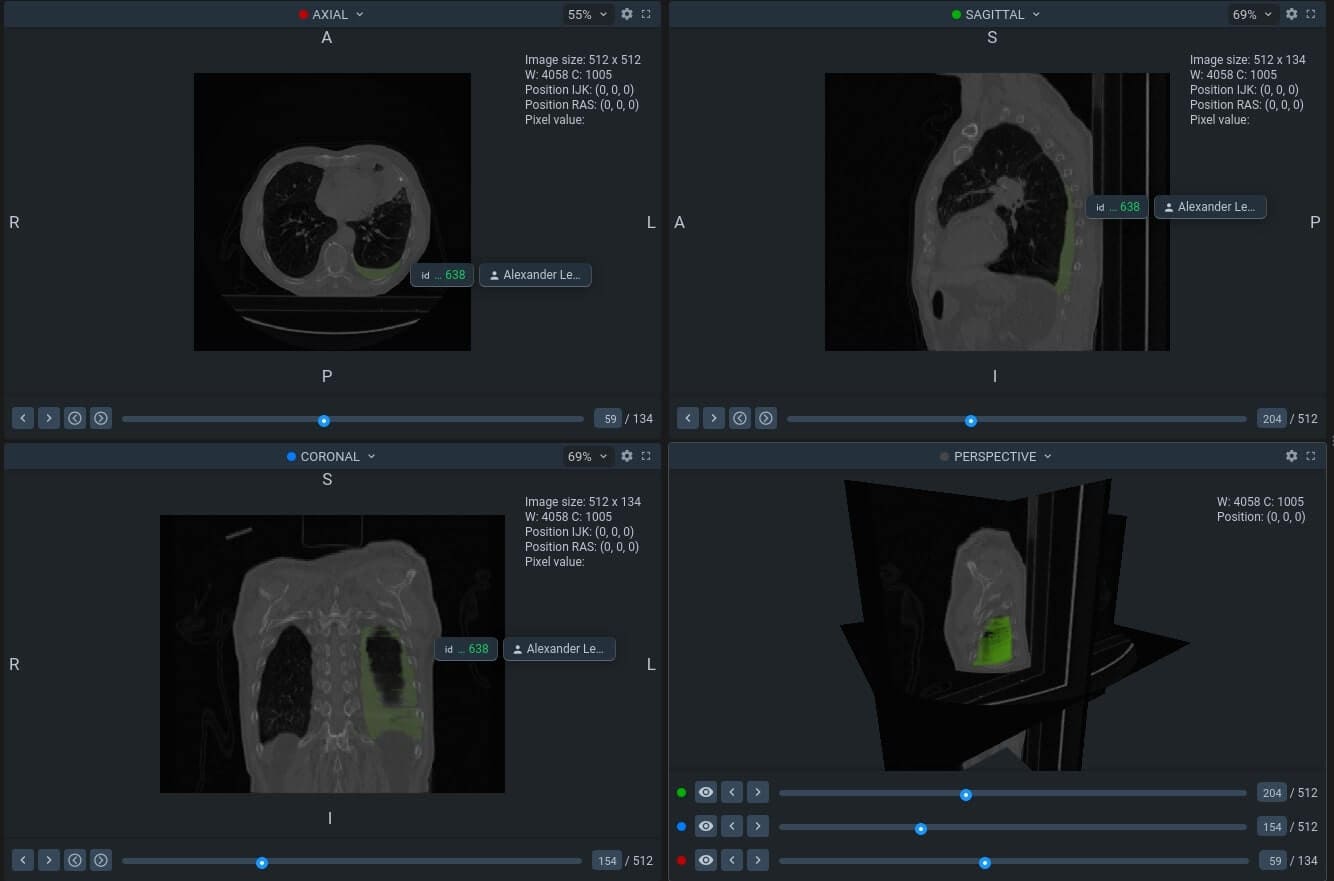 AXIAL 55%
A
Image size: 512 x 512
W: 4058 C: 1005
Position IJK: (0, 0, 0)
Position RAS: (0, 0, 0)
Pixel value:
R
L
id ... 638 Alexander Le...
P
59 / 134
SAGITTAL 69%
S
Image size: 512 x 134
W: 4058 C: 1005
Position IJK: (0, 0, 0)
Position RAS: (0, 0, 0)
Pixel value:
id ... 638 Alexander Le...
A
P
I
204 / 512
CORONAL 69%
S
Image size: 512 x 134
W: 4058 C: 1005
Position IJK: (0, 0, 0)
Position RAS: (0, 0, 0)
Pixel value:
id ... 638 Alexander Le...
R
L
I
154 / 512
PERSPECTIVE
W: 4058 C: 1005
Position: (0, 0, 0)
204 / 512
154 / 512
59 / 134